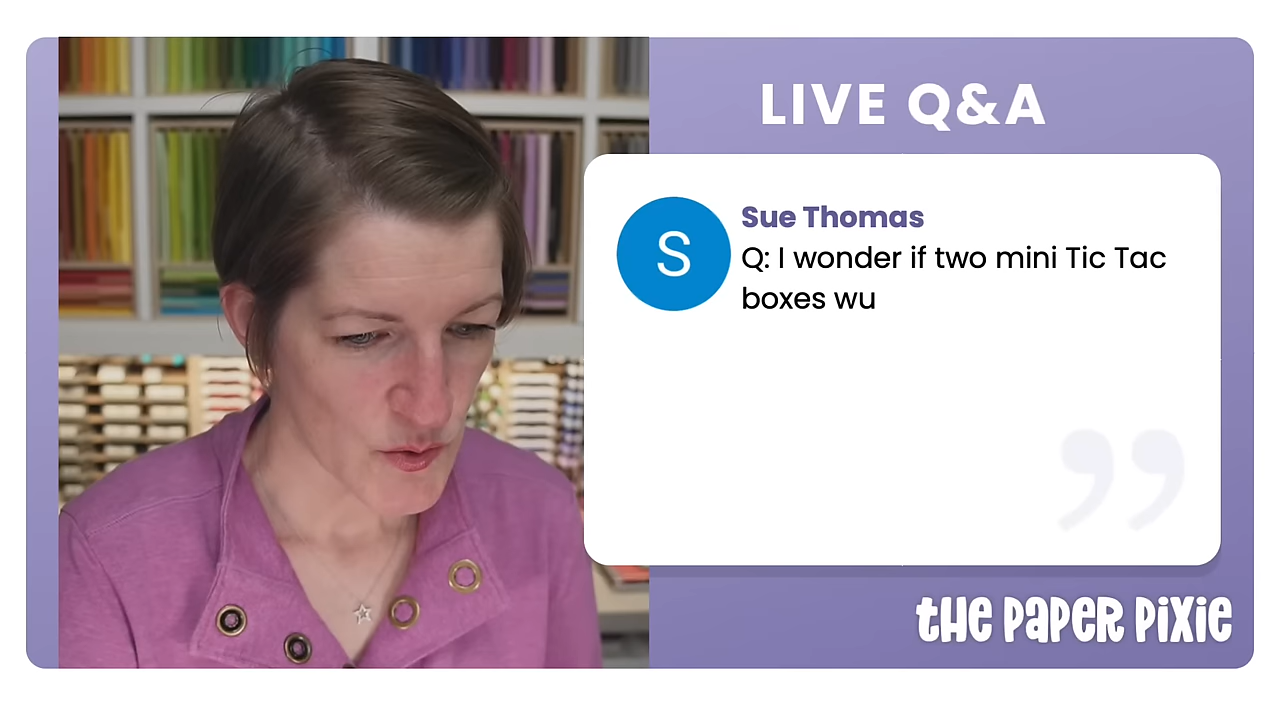 LIVE Q&A
S
Sue Thomas
Q: I wonder if two mini Tic Tac
boxes wu
the PAPER PiXiE